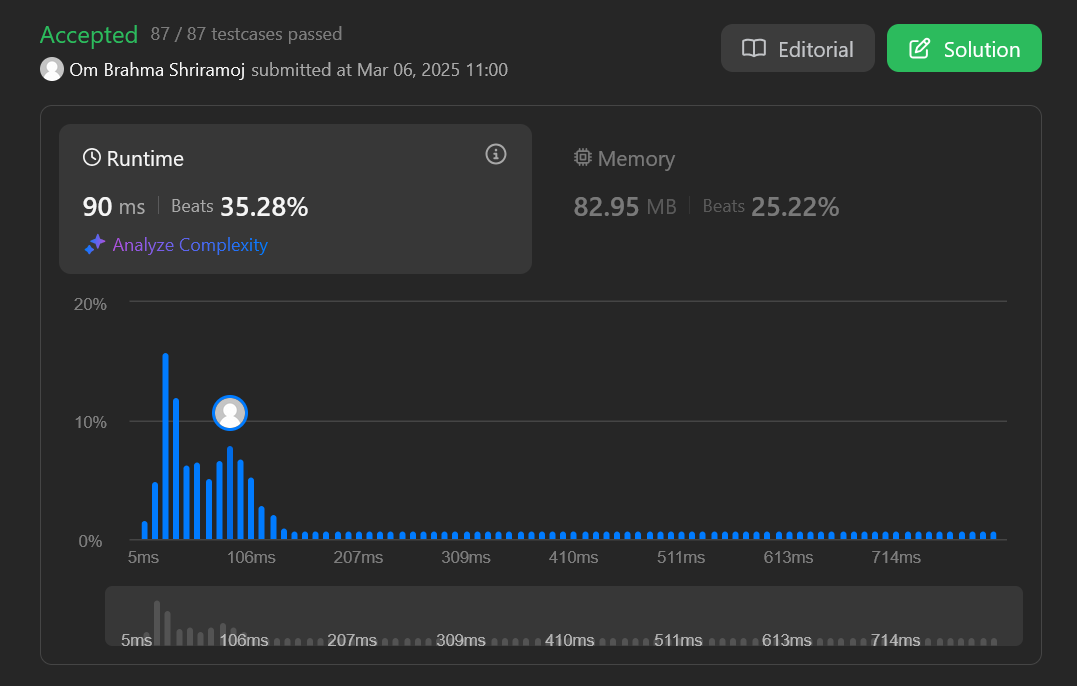 Accepted 87 / 87 testcases passed
Om Brahma Shriramoj submitted at Mar 06, 2025 11:00
Editorial
Solution
Runtime
90 ms Beats 35.28%
Analyze Complexity
Memory
82.95 MB Beats 25.22%
20%
10%
0%
5ms 106ms 207ms 309ms 410ms 511ms 613ms 714ms
5ms 106ms 207ms 309ms 410ms 511ms 613ms 714ms